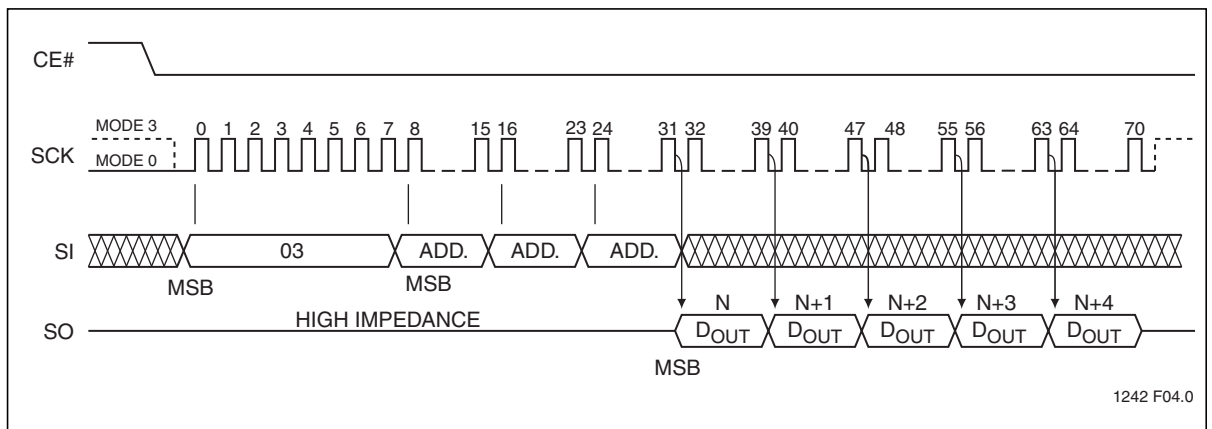 CE#
MODE 3 0 1 2 3 4 5 6 7 8 15 16 23 24 31 32 39 40 47 48 55 56 63 64 70
SCK MODE 0
SI 03 ADD. ADD. ADD.
MSB MSB
N N+1 N+2 N+3 N+4
SO HIGH IMPEDANCE DOUT DOUT DOUT DOUT DOUT
MSB
1242 F04.0